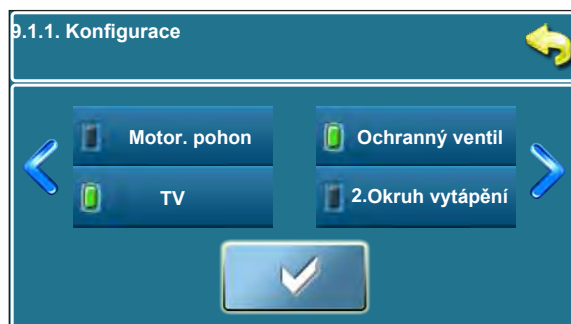 9.1.1. Konfigurace
Motor. pohon
Ochranný ventil
TV
2.Okruh vytápění